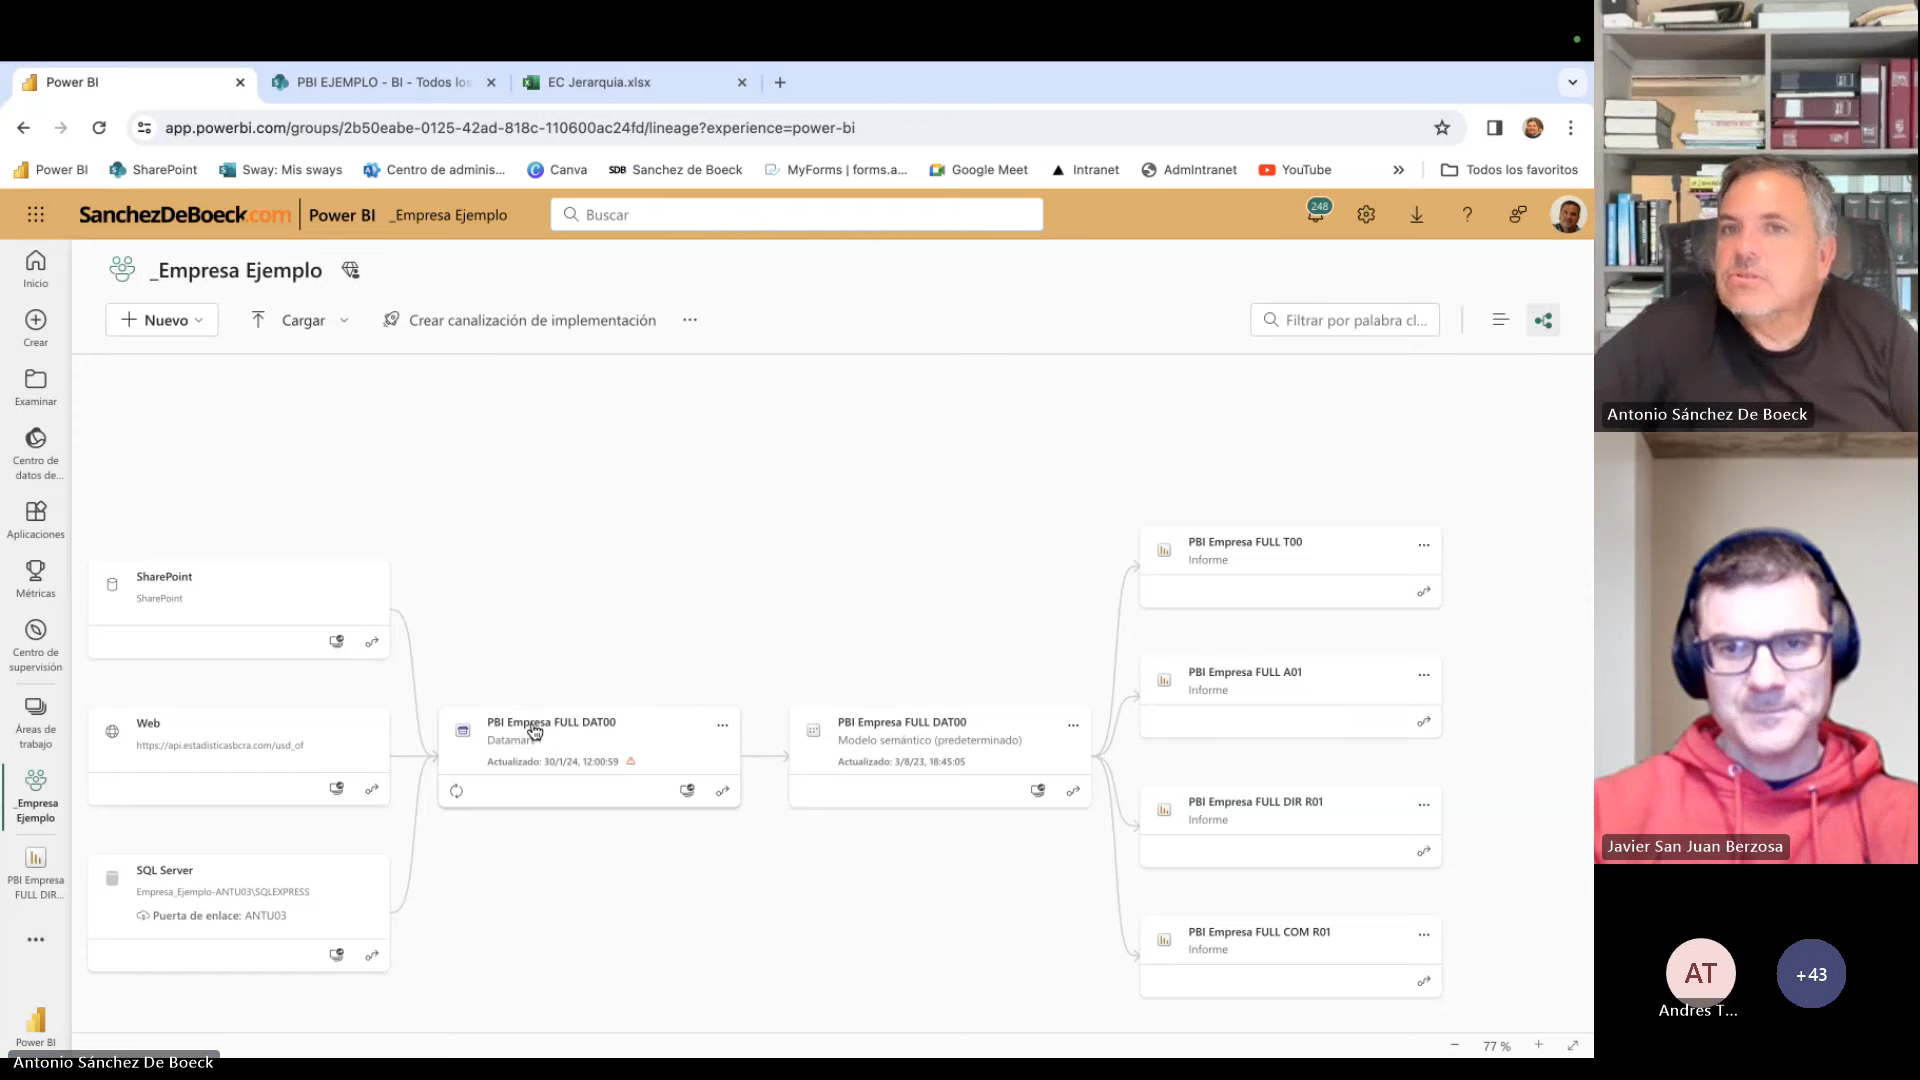 Power BI
PBI EJEMPLO - BI - Todos los
EC Jerarquia.xlsx
app.powerbi.com/groups/2b50eabe-0125-42ad-818c-110600ac24fd/lineage?experience=power-bi
Power BI
SharePoint
Sway: Mis sways
Centro de adminis...
Canva
SDB Sanchez de Boeck
MyForms | forms.a...
Google Meet
Intranet
AdmIntranet
YouTube
Todos los favoritos
SanchezDeBoeck.com
Power BI
_Empresa Ejemplo
Buscar
248
_Empresa Ejemplo
Nuevo
Cargar
Crear canalización de implementación
Filtrar por palabra cl...
Inicio
Crear
Examinar
Centro de
datos de...
Aplicaciones
Métricas
Centro de
supervisión
Áreas de
trabajo
_Empresa
Ejemplo
PBI Empresa
FULL DIR...
Power BI
SharePoint
SharePoint
Web
https://api.estadisticasbcra.com/usd_of
SQL Server
Empresa_Ejemplo-ANTU03\SQLEXPRESS
Puerta de enlace: ANTU03
PBI Empresa FULL DAT00
Datamart
Actualizado: 30/1/24, 12:00:59
PBI Empresa FULL DAT00
Modelo semántico (predeterminado)
Actualizado: 3/8/23, 18:45:05
PBI Empresa FULL T00
Informe
PBI Empresa FULL A01
Informe
PBI Empresa FULL DIR R01
Informe
PBI Empresa FULL COM R01
Informe
77 %
Antonio Sánchez De Boeck
Antonio Sánchez De Boeck
Javier San Juan Berzosa
AT
Andres T...
+43